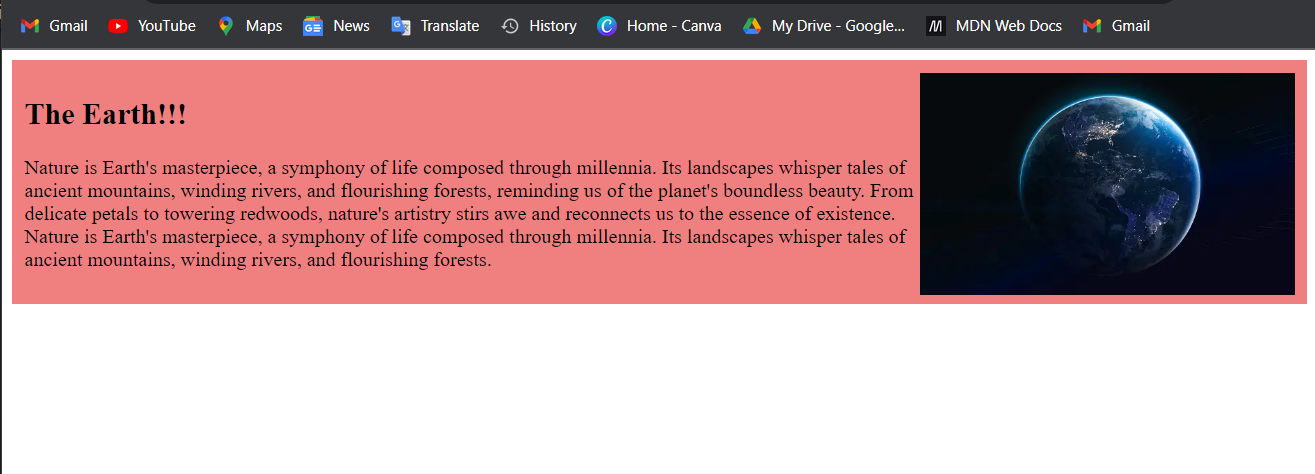 Gmail YouTube Maps News Translate History Home - Canva My Drive - Google... MDN Web Docs Gmail
The Earth!!!
Nature is Earth's masterpiece, a symphony of life composed through millennia. Its landscapes whisper tales of
ancient mountains, winding rivers, and flourishing forests, reminding us of the planet's boundless beauty. From
delicate petals to towering redwoods, nature's artistry stirs awe and reconnects us to the essence of existence.
Nature is Earth's masterpiece, a symphony of life composed through millennia. Its landscapes whisper tales of
ancient mountains, winding rivers, and flourishing forests.